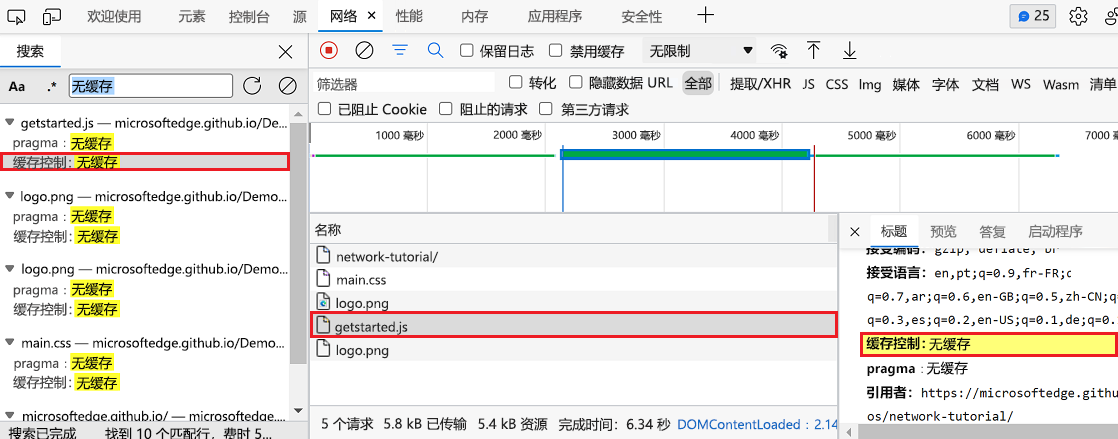 欢迎使用 元素 控制台 源 网络 性能 内存 应用程序 安全性 25
搜索
Aa .* 无缓存
getstarted.js — microsoftedge.github.io/De...
pragma : 无缓存
缓存控制: 无缓存
logo.png — microsoftedge.github.io/Demo...
pragma : 无缓存
缓存控制: 无缓存
logo.png — microsoftedge.github.io/Demo...
pragma : 无缓存
缓存控制: 无缓存
main.css — microsoftedge.github.io/Demo...
pragma : 无缓存
缓存控制: 无缓存
microsoftedge.github.io/ — microsoftedge....
搜索已完成 找到 10 个匹配行，费时 5...
保留日志 禁用缓存 无限制
筛选器 转化 隐藏数据 URL 全部 提取/XHR JS CSS Img 媒体 字体 文档 WS Wasm 清单
已阻止 Cookie 阻止的请求 第三方请求
1000 毫秒 2000 毫秒 3000 毫秒 4000 毫秒 5000 毫秒 6000 毫秒 7000 毫
名称
network-tutorial/
main.css
logo.png
getstarted.js
logo.png
5 个请求 5.8 kB 已传输 5.4 kB 资源 完成时间：6.34 秒 DOMContentLoaded : 2.14
标题 预览 答复 启动程序
接受编码: gzip, deflate, br
接受语言: en,pt;q=0.9,fr-FR;q
q=0.7,ar;q=0.6,en-GB;q=0.5,zh-CN;q=
q=0.3,es;q=0.2,en-US;q=0.1,de;q=0.
缓存控制: 无缓存
pragma : 无缓存
引用者: https://microsoftedge.githu
os/network-tutorial/